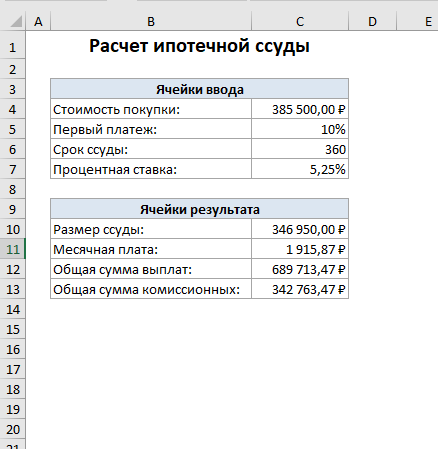 A B C D E
1 Расчет ипотечной ссуды
2
3 Ячейки ввода
4 Стоимость покупки: 385 500,00 ₽
5 Первый платеж: 10%
6 Срок ссуды: 360
7 Процентная ставка: 5,25%
8
9 Ячейки результата
10 Размер ссуды: 346 950,00 ₽
11 Месячная плата: 1 915,87 ₽
12 Общая сумма выплат: 689 713,47 ₽
13 Общая сумма комиссионных: 342 763,47 ₽
14
15
16
17
18
19
20
21